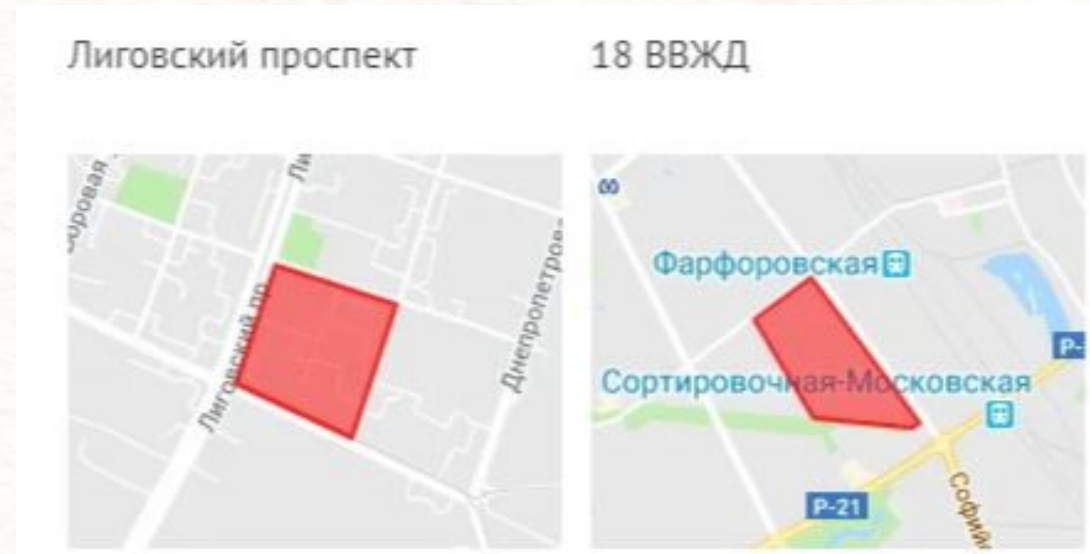 Лиговский проспект
18 ВВЖД
Лиговский пр
Днепропетров
Фарфоровская
Сортировочная-Московская
Р-21